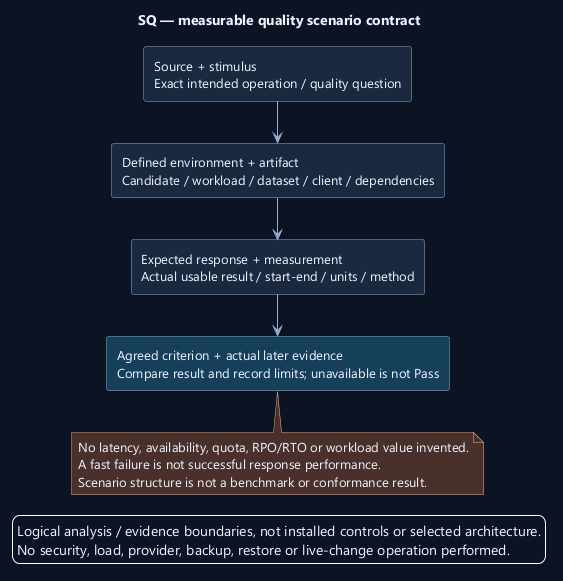 SQ — measurable quality scenario contract
Source + stimulus
Exact intended operation / quality question
Defined environment + artifact
Candidate / workload / dataset / client / dependencies
Expected response + measurement
Actual usable result / start-end / units / method
Agreed criterion + actual later evidence
Compare result and record limits; unavailable is not Pass
No latency, availability, quota, RPO/RTO or workload value invented.
A fast failure is not successful response performance.
Scenario structure is not a benchmark or conformance result.
Logical analysis / evidence boundaries, not installed controls or selected architecture.
No security, load, provider, backup, restore or live-change operation performed.